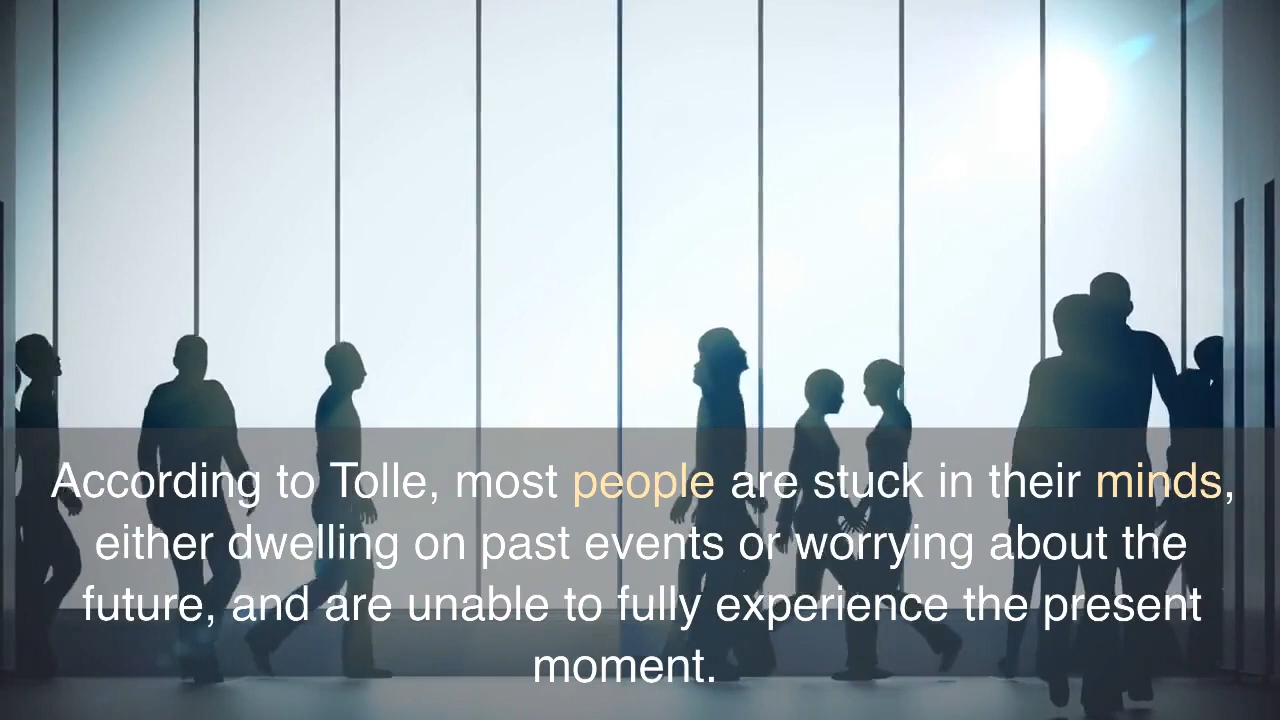 According to Tolle, most people are stuck in their minds,
either dwelling on past events or worrying about the
future, and are unable to fully experience the present
moment.